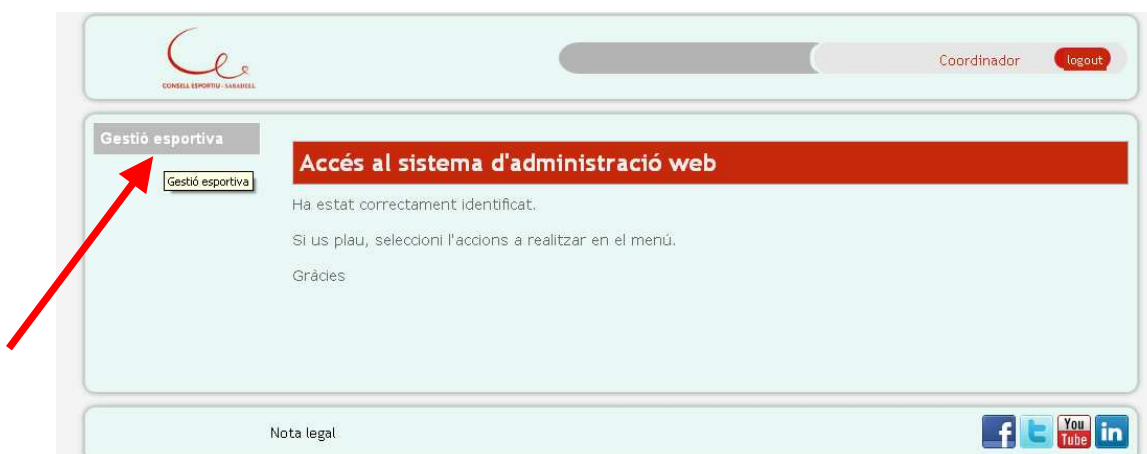 CONSELL ESPORTIU - SABADELL
Coordinador
logout
Gestió esportiva
Gestió esportiva
Accés al sistema d'administració web
Ha estat correctament identificat.
Si us plau, seleccioni l'accions a realitzar en el menú.
Gràcies
Nota legal
f
t
You
Tube
in